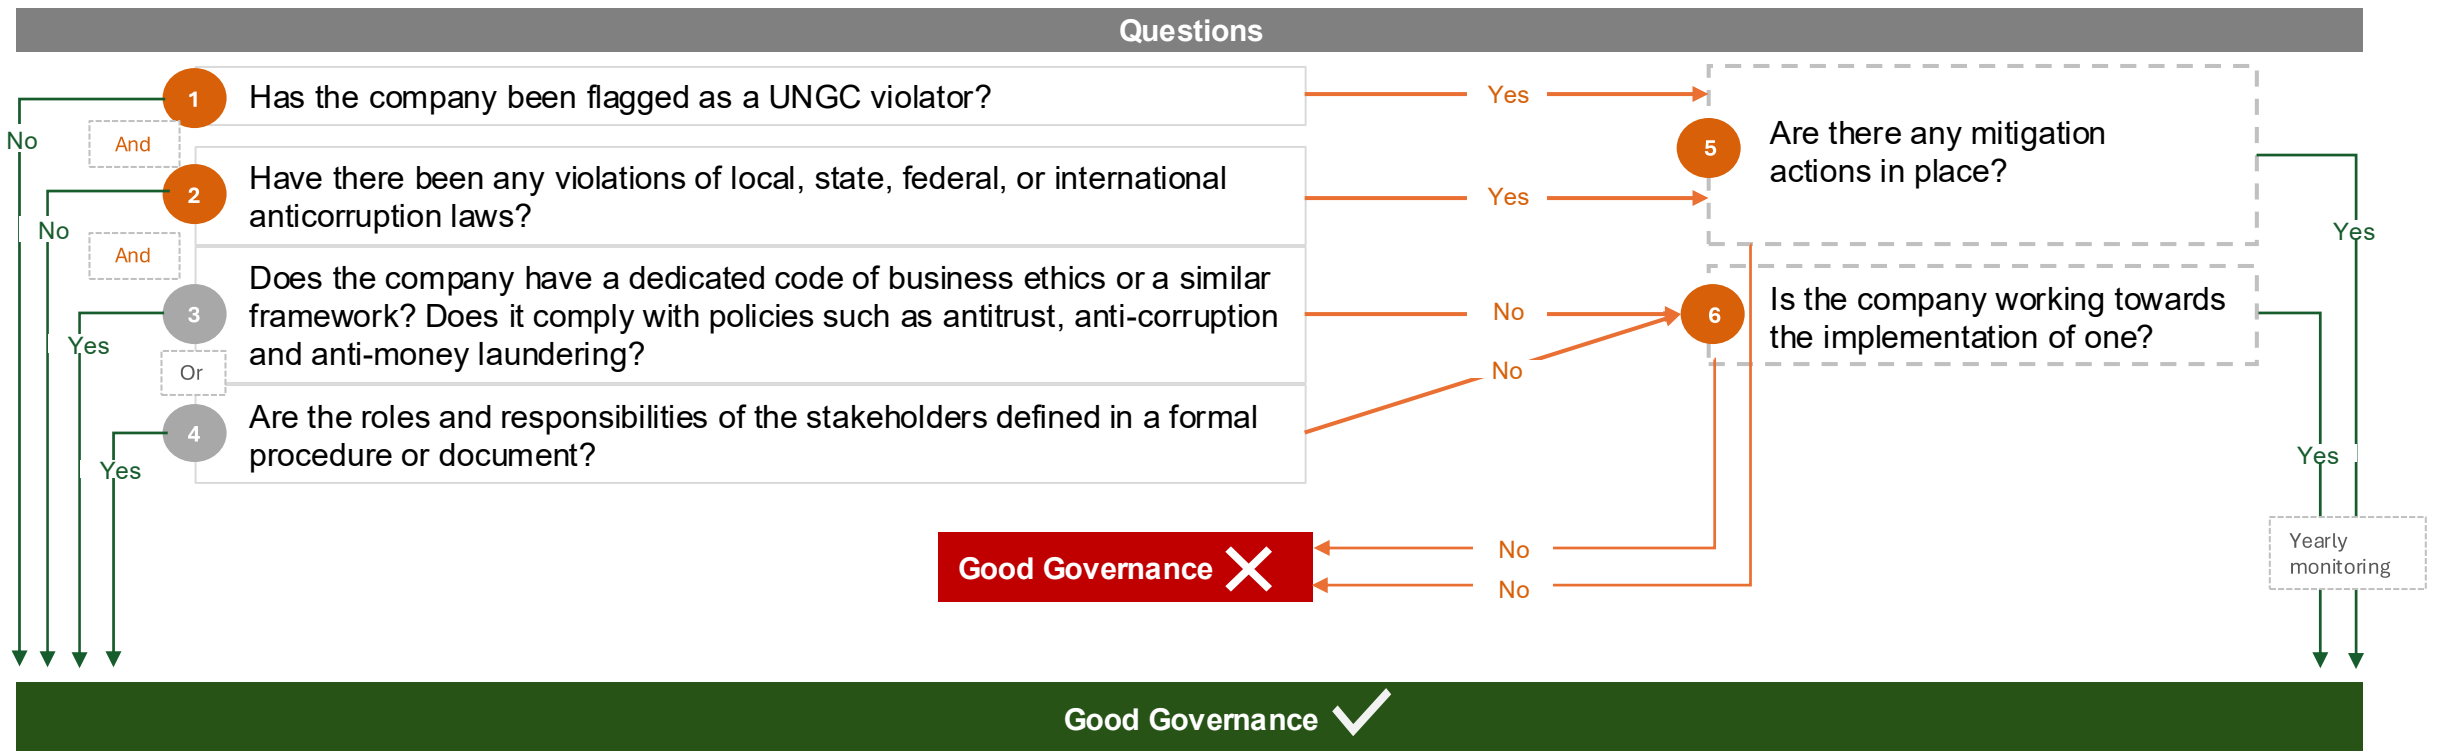 Questions
1
Has the company been flagged as a UNGC violator?
Yes
No
And
2
Have there been any violations of local, state, federal, or international
anticorruption laws?
Yes
No
And
5
Are there any mitigation
actions in place?
Yes
3
Does the company have a dedicated code of business ethics or a similar
framework? Does it comply with policies such as antitrust, anti-corruption
and anti-money laundering?
No
Yes
Or
6
Is the company working towards
the implementation of one?
Yes
4
Are the roles and responsibilities of the stakeholders defined in a formal
procedure or document?
No
Yes
Good Governance
No
No
Yearly
monitoring
Good Governance